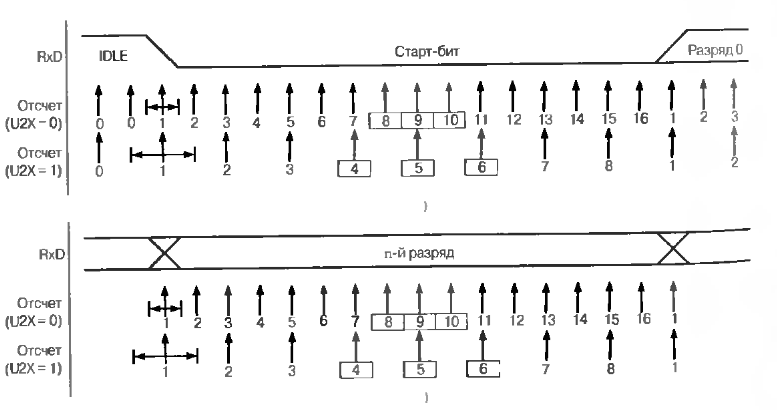 RxD IDLE Старт-бит Разряд 0
Отсчет
(U2X = 0) 0 0 1 2 3 4 5 6 7 8 9 10 11 12 13 14 15 16 1 2 3
Отсчет
(U2X = 1) 0 1 2 3 4 5 6 7 8 1 2
)
RxD n-й разряд
Отсчет
(U2X = 0) 1 2 3 4 5 6 7 8 9 10 11 12 13 14 15 16 1
Отсчет
(U2X = 1) 1 2 3 4 5 6 7 8 1
)